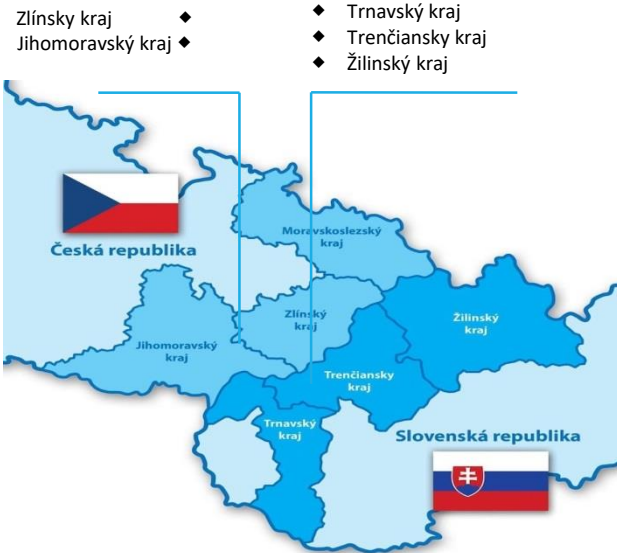 Zlínsky kraj ◆
Jihomoravský kraj ◆
◆ Trnavský kraj
◆ Trenčiansky kraj
◆ Žilinský kraj
Moravskoslezský
kraj
Česká republika
Zlínský
kraj
Žilinský
kraj
Jihomoravský
kraj
Trenčiansky
kraj
Trnavský
kraj
Slovenská republika